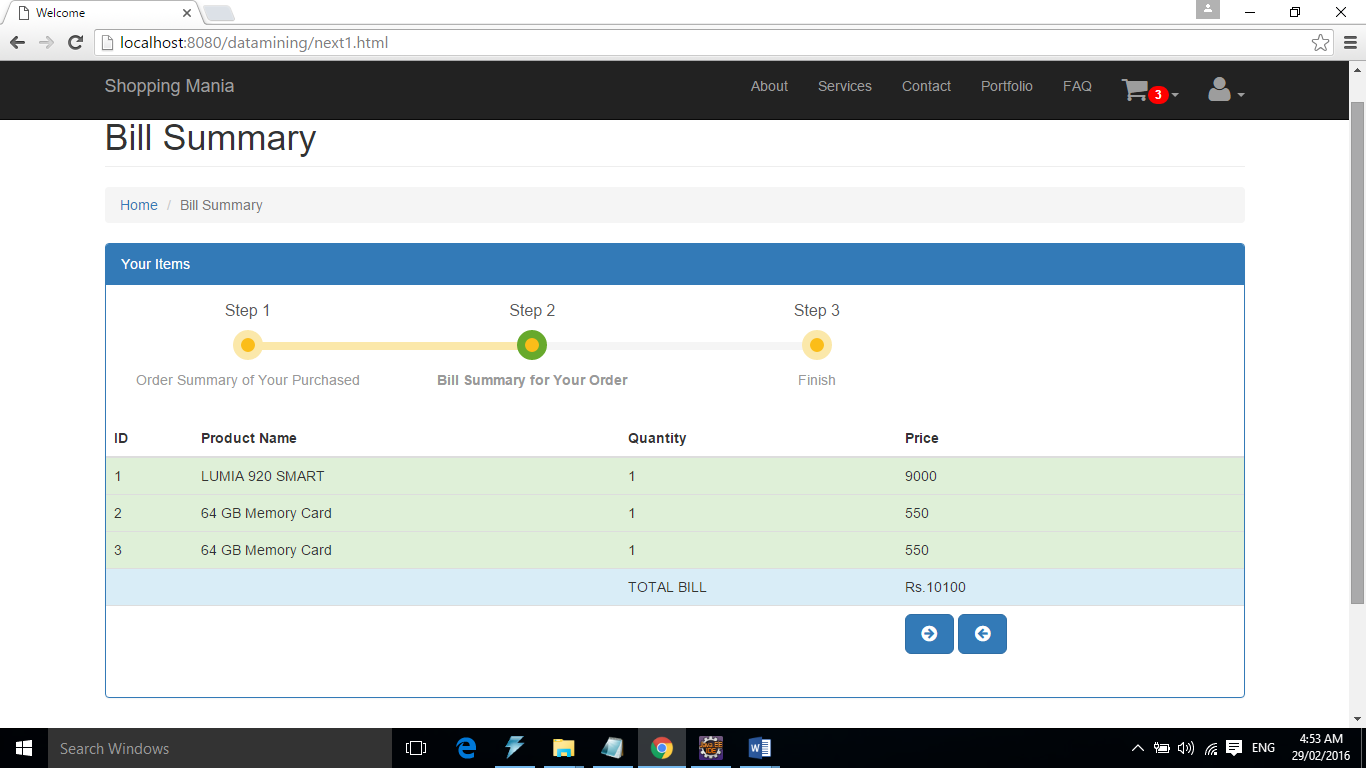 Welcome
localhost:8080/datamining/next1.html
Shopping Mania About Services Contact Portfolio FAQ 3
Bill Summary
Home / Bill Summary
Your Items
Step 1 Step 2 Step 3
Order Summary of Your Purchased Bill Summary for Your Order Finish
ID Product Name Quantity Price
1 LUMIA 920 SMART 1 9000
2 64 GB Memory Card 1 550
3 64 GB Memory Card 1 550
TOTAL BILL Rs.10100
Search Windows ENG 4:53 AM
29/02/2016